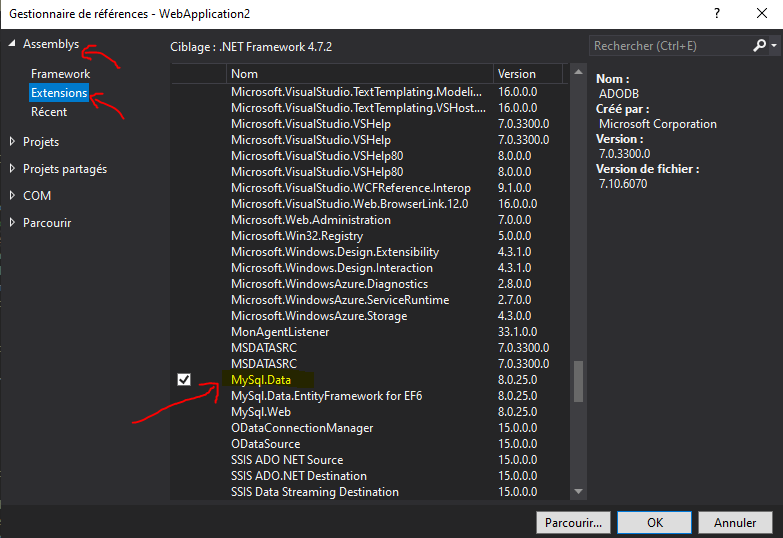 Gestionnaire de références - WebApplication2
Assemblys
Framework
Extensions
Récent
Projets
Projets partagés
COM
Parcourir
Ciblage : .NET Framework 4.7.2
Nom Version
Microsoft.VisualStudio.TextTemplating.Modeli... 16.0.0.0
Microsoft.VisualStudio.TextTemplating.VSHost.... 16.0.0.0
Microsoft.VisualStudio.VSHelp 7.0.3300.0
Microsoft.VisualStudio.VSHelp 7.0.3300.0
Microsoft.VisualStudio.VSHelp80 8.0.0.0
Microsoft.VisualStudio.VSHelp80 8.0.0.0
Microsoft.VisualStudio.WCFReference.Interop 9.1.0.0
Microsoft.VisualStudio.Web.BrowserLink.12.0 16.0.0.0
Microsoft.Web.Administration 7.0.0.0
Microsoft.Win32.Registry 5.0.0.0
Microsoft.Windows.Design.Extensibility 4.3.1.0
Microsoft.Windows.Design.Interaction 4.3.1.0
Microsoft.WindowsAzure.Diagnostics 2.8.0.0
Microsoft.WindowsAzure.ServiceRuntime 2.7.0.0
Microsoft.WindowsAzure.Storage 4.3.0.0
MonAgentListener 33.1.0.0
MSDATASRC 7.0.3300.0
MSDATASRC 7.0.3300.0
MySql.Data 8.0.25.0
MySql.Data.EntityFramework for EF6 8.0.25.0
MySql.Web 8.0.25.0
ODataConnectionManager 15.0.0.0
ODataSource 15.0.0.0
SSIS ADO NET Source 15.0.0.0
SSIS ADO.NET Destination 15.0.0.0
SSIS Data Streaming Destination 15.0.0.0
Rechercher (Ctrl+E)
Nom :
ADODB
Créé par :
Microsoft Corporation
Version :
7.0.3300.0
Version de fichier :
7.10.6070
Parcourir... OK Annuler